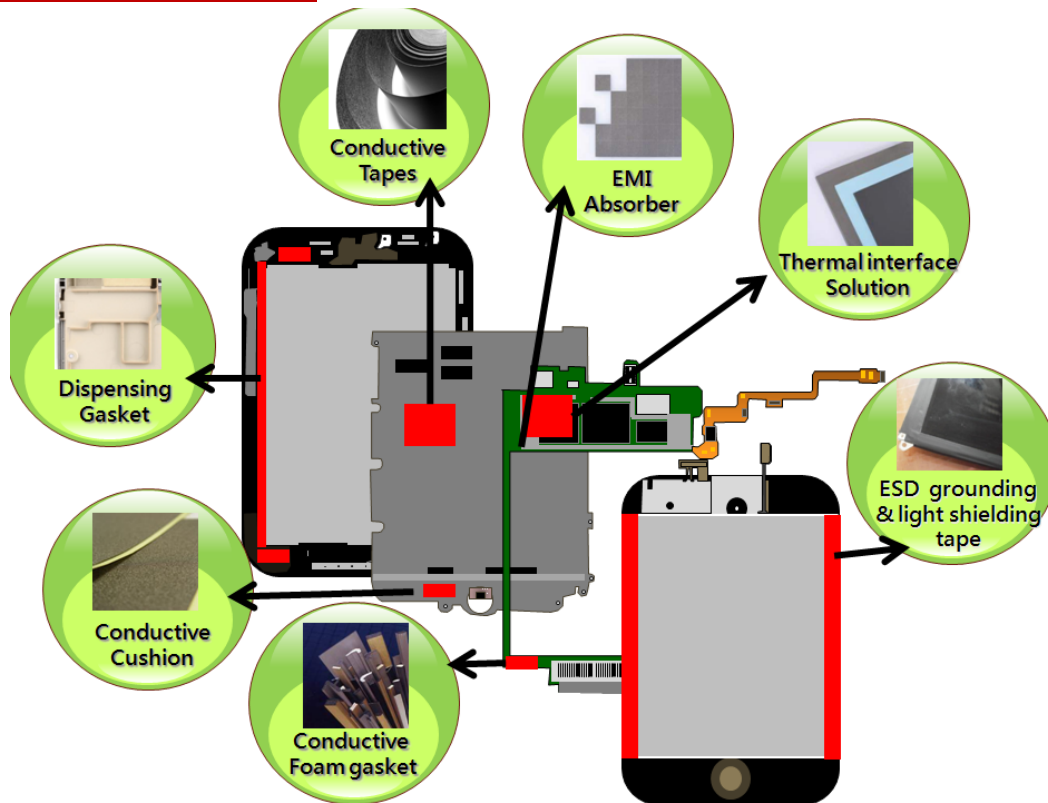 Conductive
Tapes
EMI
Absorber
Thermal interface
Solution
Dispensing
Gasket
ESD grounding
& light shielding
tape
Conductive
Cushion
Conductive
Foam gasket